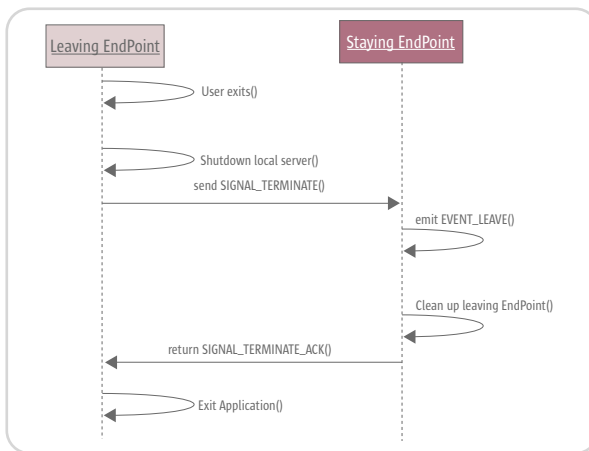 Leaving EndPoint
Staying EndPoint
User exits()
Shutdown local server()
send SIGNAL_TERMINATE()
emit EVENT_LEAVE()
Clean up leaving EndPoint()
return SIGNAL_TERMINATE_ACK()
Exit Application()